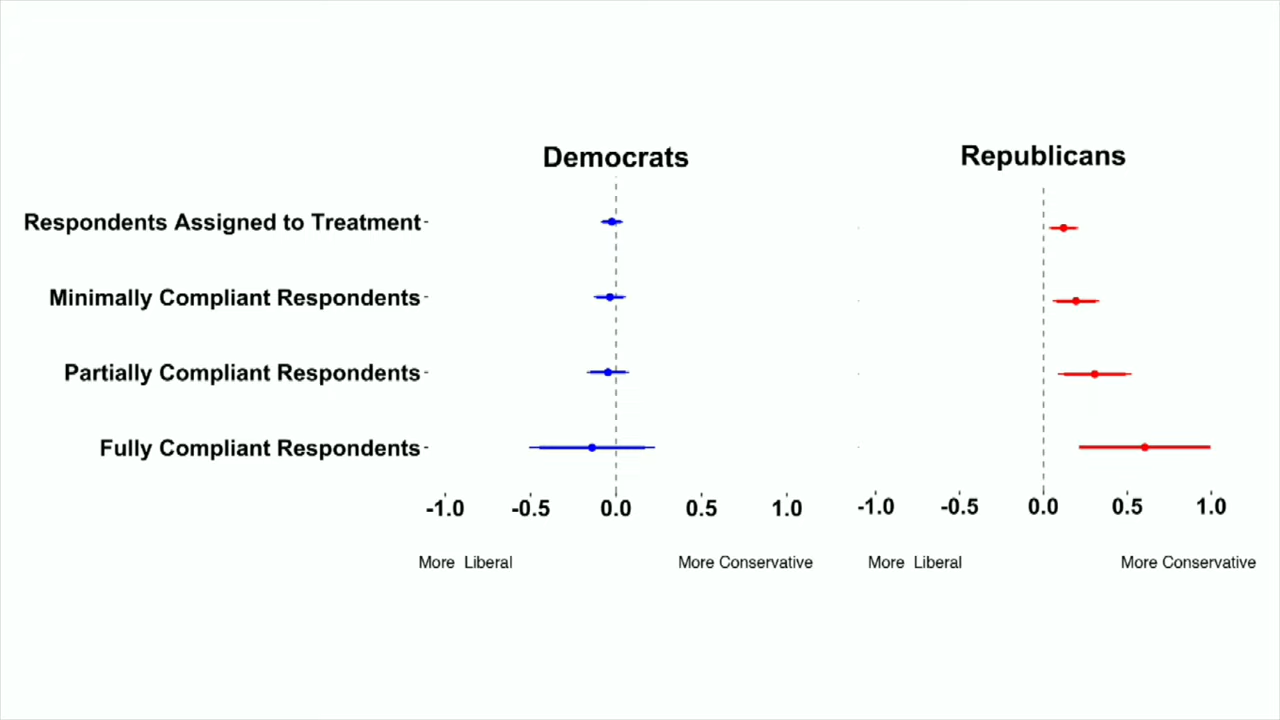 Democrats
Republicans
Respondents Assigned to Treatment
Minimally Compliant Respondents
Partially Compliant Respondents
Fully Compliant Respondents
-1.0 -0.5 0.0 0.5 1.0
-1.0 -0.5 0.0 0.5 1.0
More Liberal More Conservative
More Liberal More Conservative